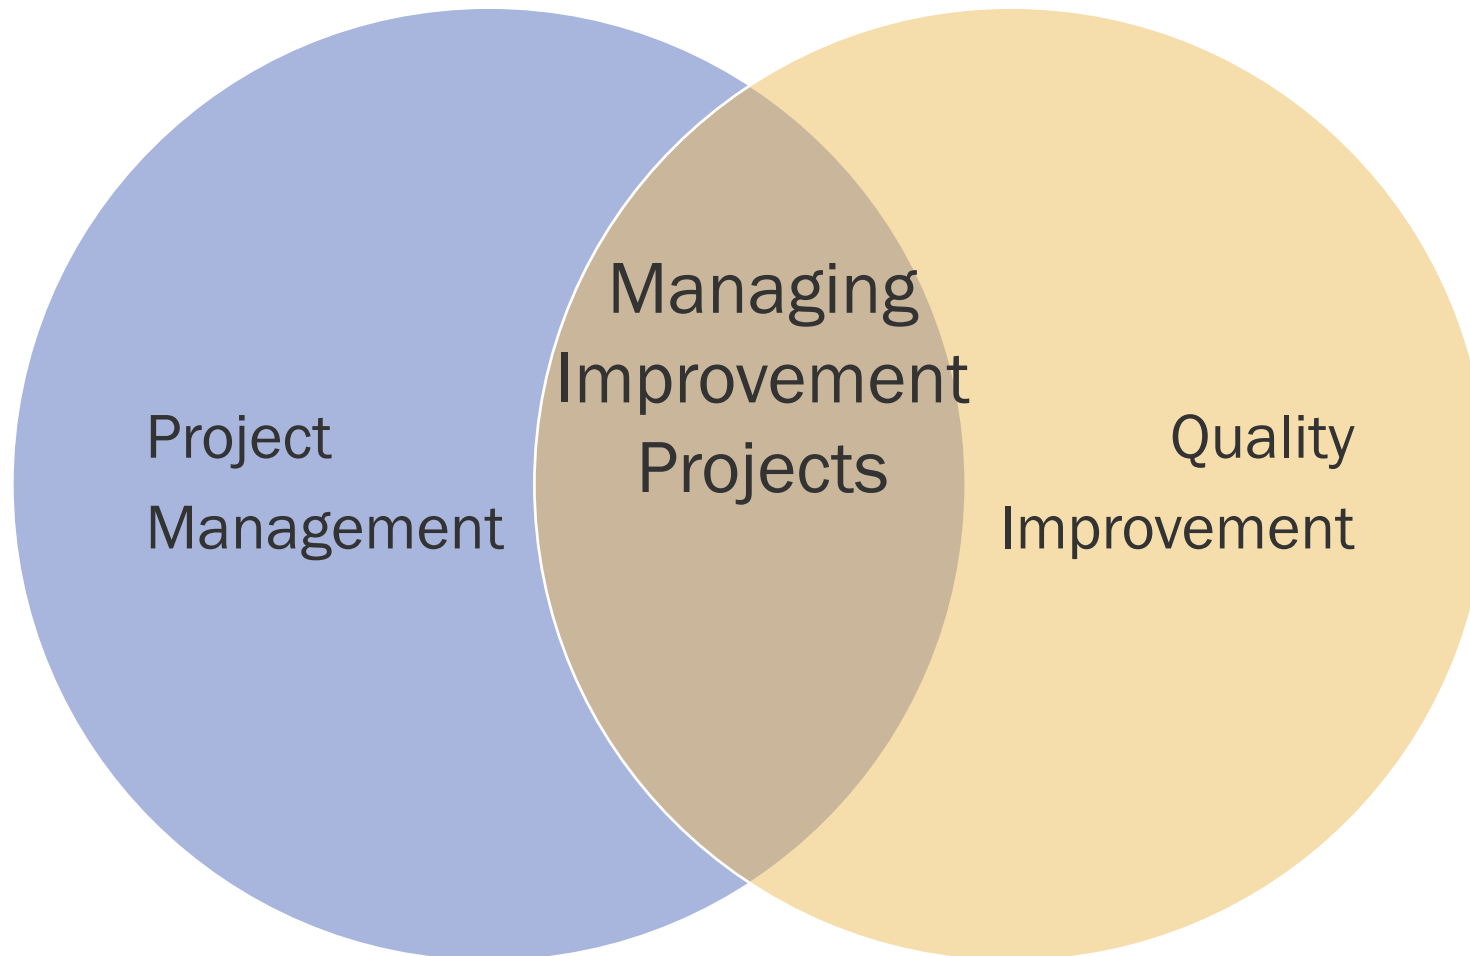 Project
Management
Managing
Improvement
Projects
Quality
Improvement